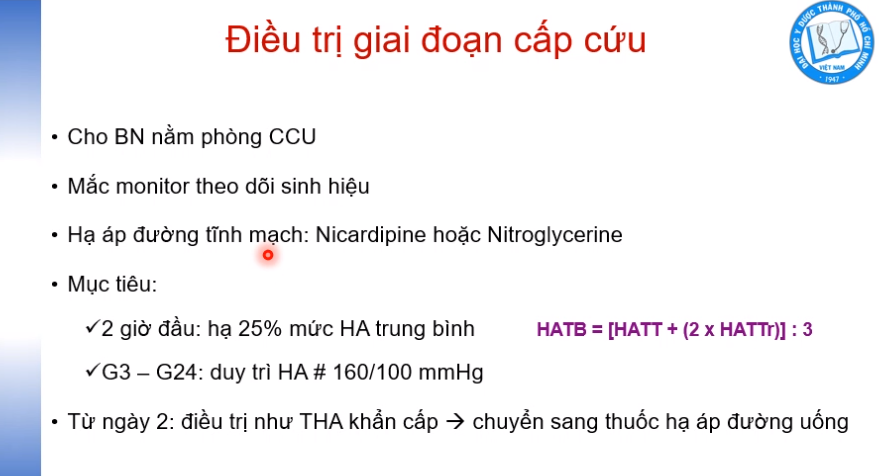 Điều trị giai đoạn cấp cứu
ĐẠI HỌC Y DƯỢC THÀNH PHỐ HỒ CHÍ MINH
VIỆT NAM
1947
• Cho BN nằm phòng CCU
• Mắc monitor theo dõi sinh hiệu
• Hạ áp đường tĩnh mạch: Nicardipine hoặc Nitroglycerine
• Mục tiêu:
✓2 giờ đầu: hạ 25% mức HA trung bình
HATB = [HATT + (2 x HATTr)] : 3
✓G3 – G24: duy trì HA # 160/100 mmHg
• Từ ngày 2: điều trị như THA khẩn cấp → chuyển sang thuốc hạ áp đường uống